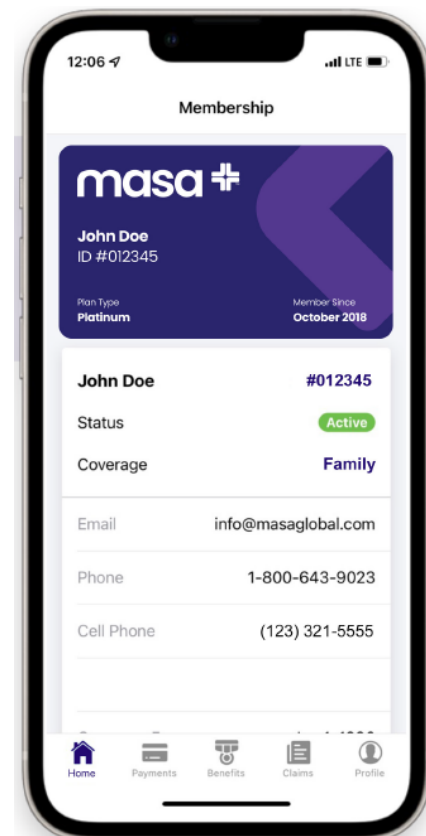 12:06
LTE
Membership
masa
John Doe
ID #012345
Plan Type Member Since
Platinum October 2018
John Doe #012345
Status Active
Coverage Family
Email info@masaglobal.com
Phone 1-800-643-9023
Cell Phone (123) 321-5555
Home Payments Benefits Claims Profile